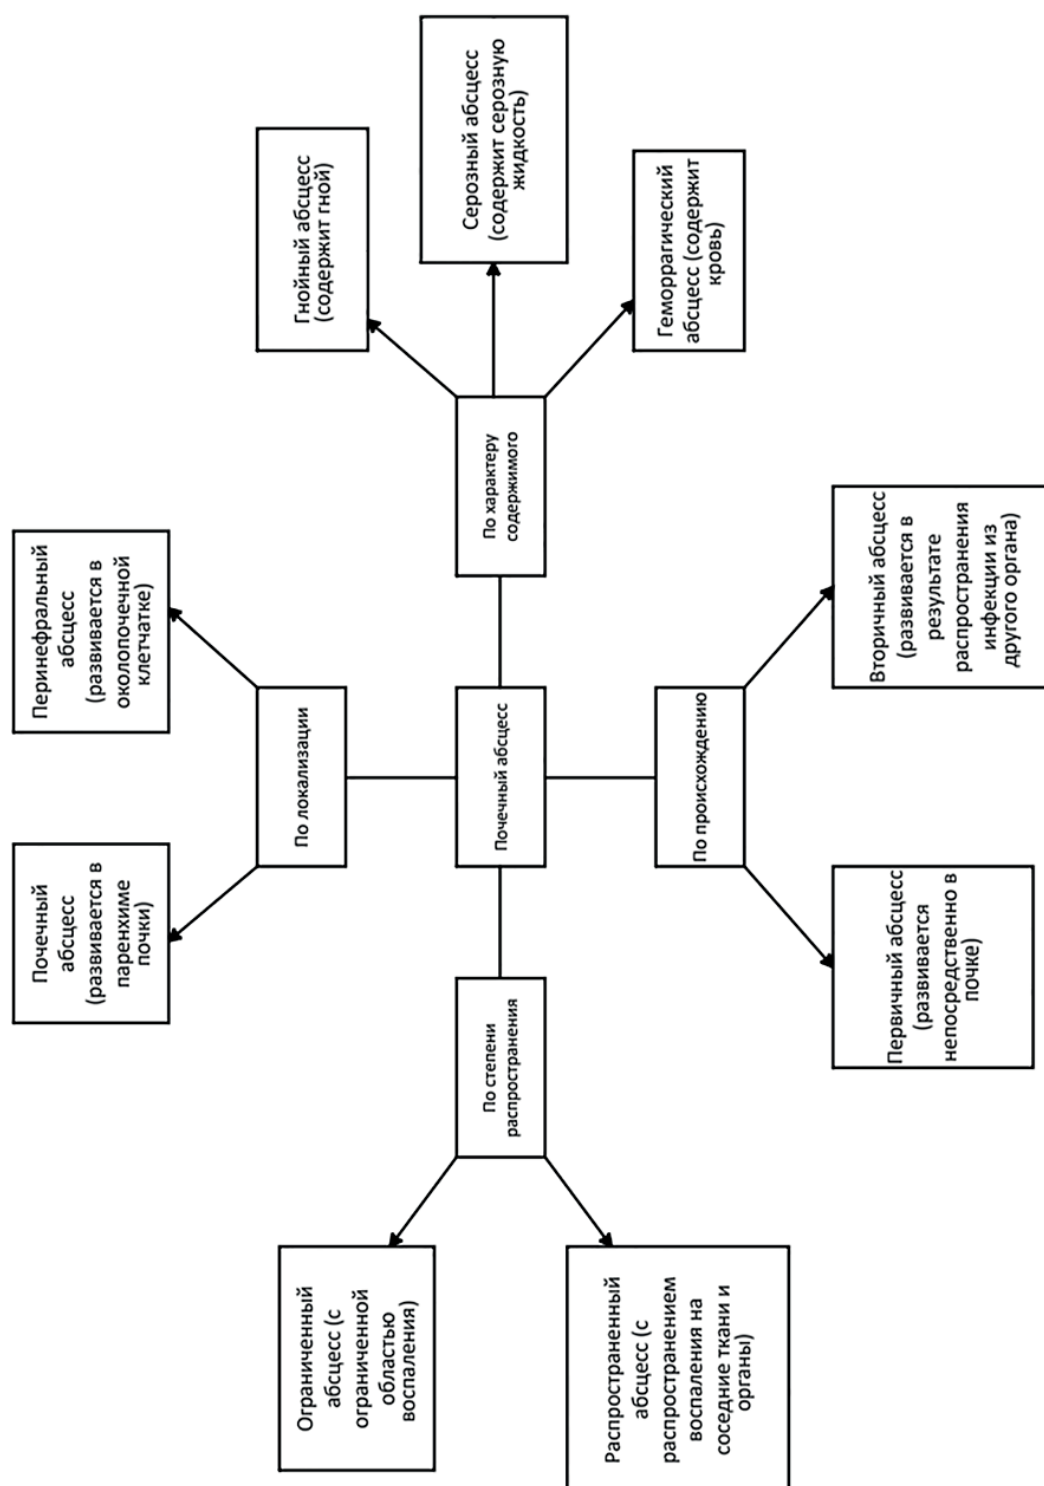 Почечный
абсцесс
(развивается в
паренхиме
почки)
Перинефральный
абсцесс
(развивается в
околопочечной
клетчатке)
По локализации
Гнойный абсцесс
(содержит гной)
Серозный абсцесс
(содержит серозную
жидкость)
Геморрагический
абсцесс (содержит
кровь)
По характеру
содержимого
Почечный абсцесс
По степени
распространения
Ограниченный
абсцесс (с
ограниченной
областью
воспаления)
Распространенный
абсцесс (с
распространением
воспаления на
соседние ткани и
органы)
По происхождению
Первичный абсцесс
(развивается
непосредственно в
почке)
Вторичный абсцесс
(развивается в
результате
распространения
инфекции из
другого органа)